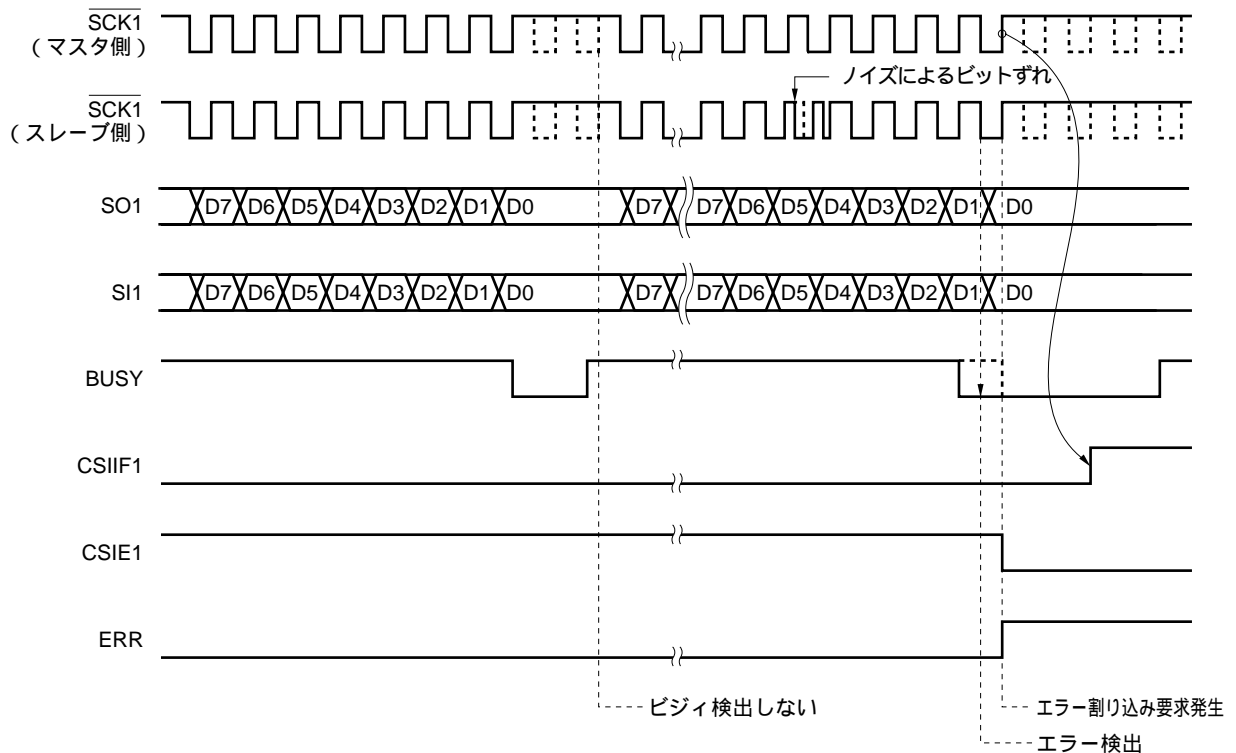 SCK1
（マスタ側）
ノイズによるビットずれ
SCK1
（スレーブ側）
SO1 D7 D6 D5 D4 D3 D2 D1 D0 D7 D7 D6 D5 D4 D3 D2 D1 D0
SI1 D7 D6 D5 D4 D3 D2 D1 D0 D7 D7 D6 D5 D4 D3 D2 D1 D0
BUSY
CSIIF1
CSIE1
ERR
ビジィ検出しない
エラー割り込み要求発生
エラー検出